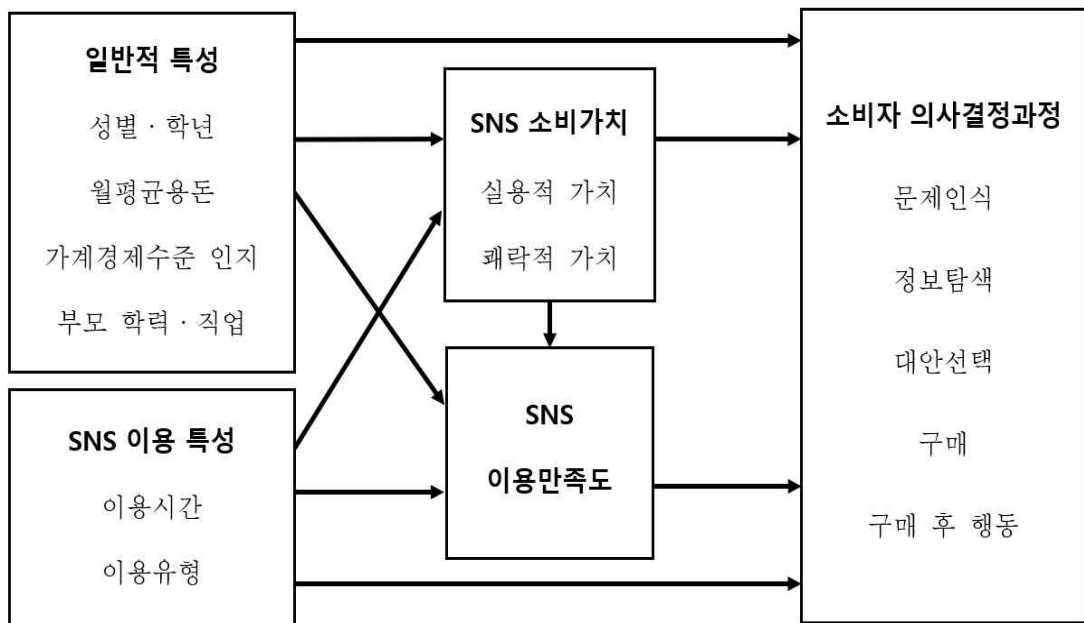 일반적 특성
성별 · 학년
월평균용돈
가계경제수준 인지
부모 학력 · 직업
SNS 이용 특성
이용시간
이용유형
SNS 소비가치
실용적 가치
쾌락적 가치
SNS
이용만족도
소비자 의사결정과정
문제인식
정보탐색
대안선택
구매
구매 후 행동